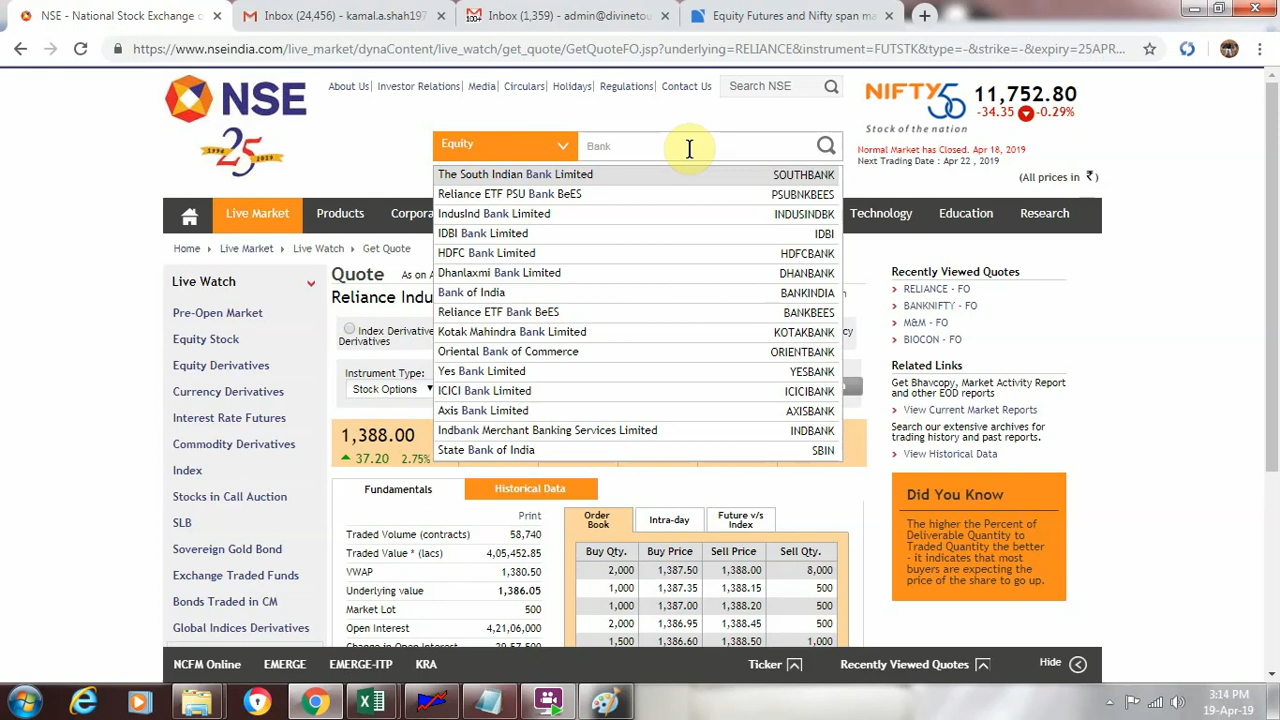 NSE - National Stock Exchange o
Inbox (24,456) - kamal.a.shah197
Inbox (1,359) - admin@divinetou
Equity Futures and Nifty span ma
https://www.nseindia.com/live_market/dynaContent/live_watch/get_quote/GetQuoteFO.jsp?underlying=RELIANCE&instrument=FUTSTK&type=-&strike=-&expiry=25APR...
NSE
25
1994 2019
About Us| Investor Relations| Media| Circulars| Holidays| Regulations| Contact Us
Search NSE
NIFTY50
Stock of the nation
11,752.80
-34.35 -0.29%
Normal Market has Closed. Apr 18, 2019
Next Trading Date : Apr 22 , 2019
(All prices in ₹)
Equity
Bank
The South Indian Bank Limited SOUTHBANK
Reliance ETF PSU Bank BeES PSUBNKBEES
IndusInd Bank Limited INDUSINDBK
IDBI Bank Limited IDBI
HDFC Bank Limited HDFCBANK
Dhanlaxmi Bank Limited DHANBANK
Bank of India BANKINDIA
Reliance ETF Bank BeES BANKBEES
Kotak Mahindra Bank Limited KOTAKBANK
Oriental Bank of Commerce ORIENTBANK
Yes Bank Limited YESBANK
ICICI Bank Limited ICICIBANK
Axis Bank Limited AXISBANK
Indbank Merchant Banking Services Limited INDBANK
State Bank of India SBIN
Live Market
Products
Corpora
Technology
Education
Research
Home > Live Market > Live Watch > Get Quote
Live Watch
Pre-Open Market
Equity Stock
Equity Derivatives
Currency Derivatives
Interest Rate Futures
Commodity Derivatives
Index
Stocks in Call Auction
SLB
Sovereign Gold Bond
Exchange Traded Funds
Bonds Traded in CM
Global Indices Derivatives
Quote As on A
Reliance Indu
Index Derivative
Derivatives
cy
Instrument Type:
Stock Options
1,388.00
37.20 2.75%
Fundamentals
Historical Data
Print
Traded Volume (contracts) 58,740
Traded Value * (lacs) 4,05,452.85
VWAP 1,380.50
Underlying value 1,386.05
Market Lot 500
Open Interest 4,21,06,000
Order Book
Intra-day
Future v/s Index
Buy Qty. Buy Price Sell Price Sell Qty.
2,000 1,387.50 1,388.00 8,000
1,000 1,387.35 1,388.15 500
1,000 1,387.00 1,388.20 500
2,000 1,386.95 1,388.45 500
1,500 1,386.60 1,388.50 1,000
Recently Viewed Quotes
RELIANCE - FO
BANKNIFTY - FO
M&M - FO
BIOCON - FO
Related Links
Get Bhavcopy, Market Activity Report
and other EOD reports
View Current Market Reports
Search our extensive archives for
trading history and past reports.
View Historical Data
Did You Know
The higher the Percent of
Deliverable Quantity to
Traded Quantity the better
- it indicates that most
buyers are expecting the
price of the share to go up.
NCFM Online
EMERGE
EMERGE-ITP
KRA
Ticker
Recently Viewed Quotes
Hide
3:14 PM
19-Apr-19